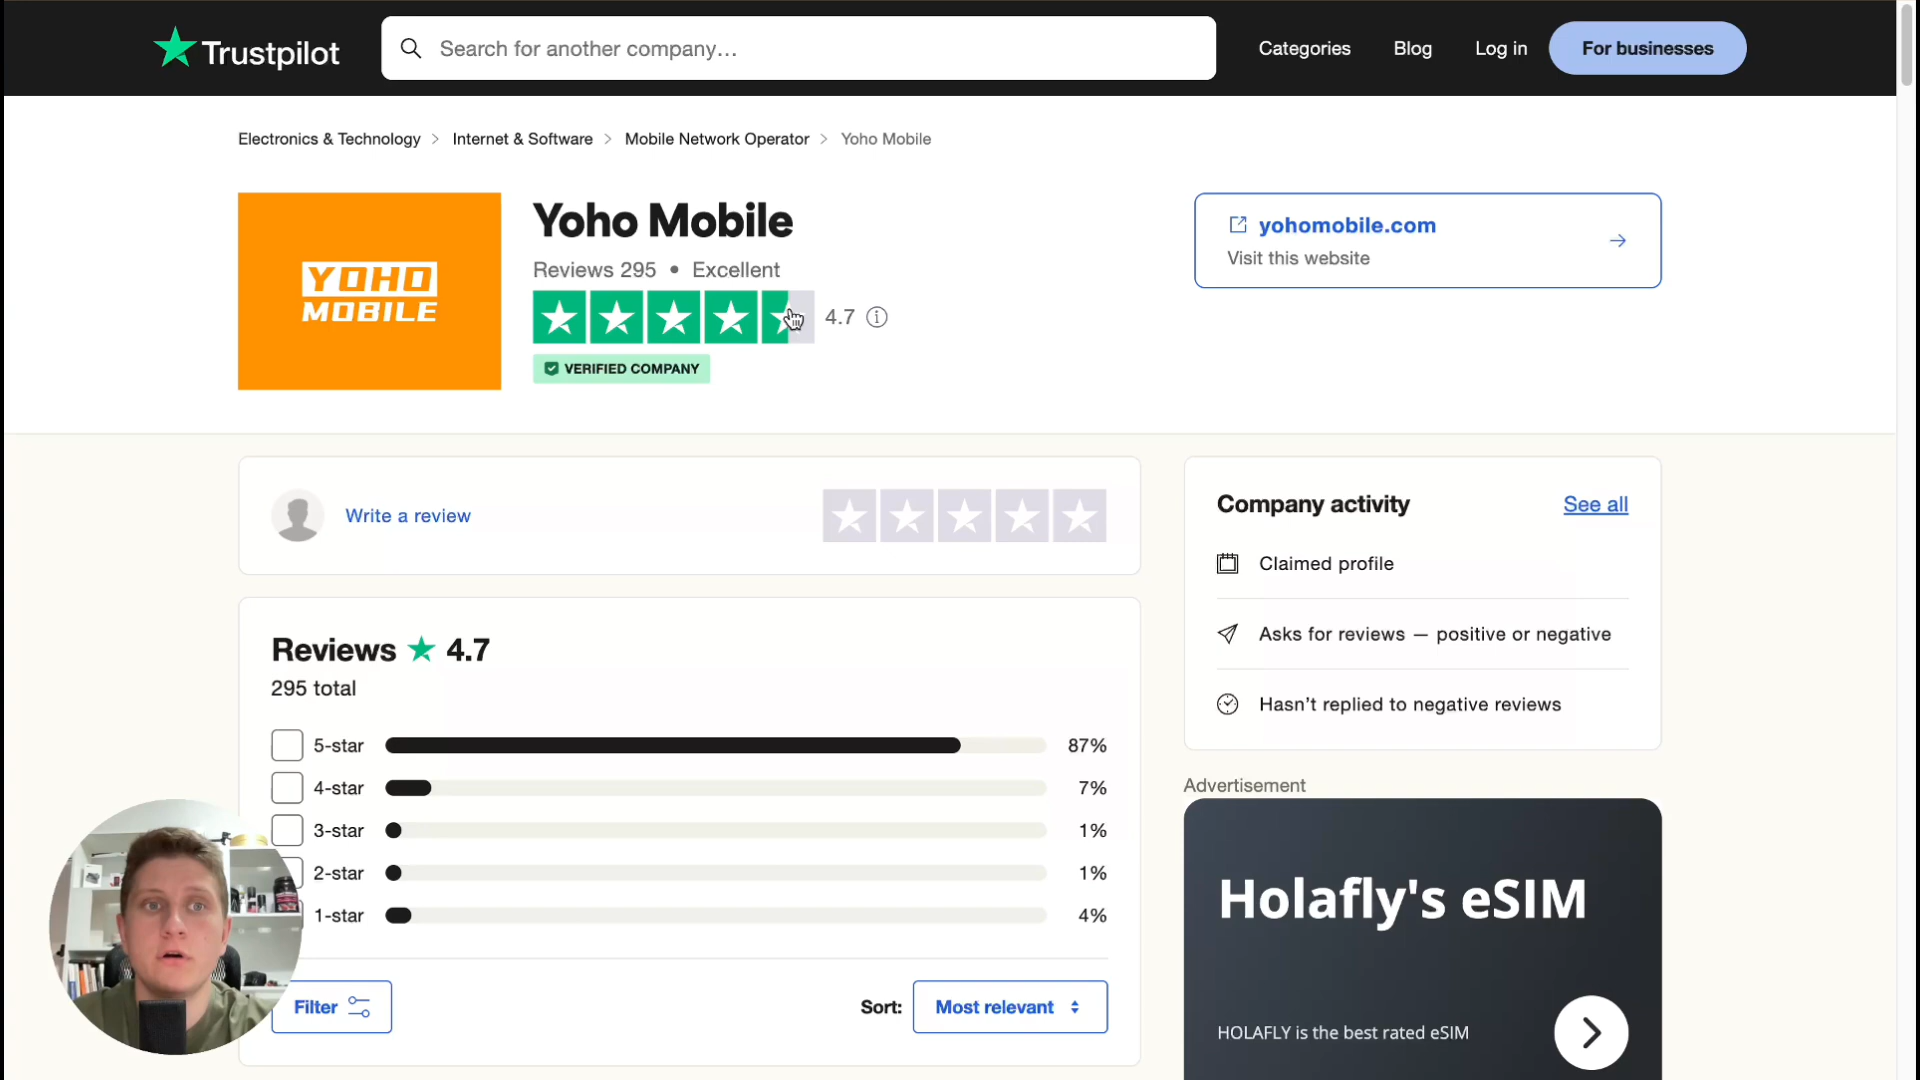 Trustpilot
Search for another company...
Categories
Blog
Log in
For businesses
Electronics & Technology > Internet & Software > Mobile Network Operator > Yoho Mobile
YOHO
MOBILE
Yoho Mobile
Reviews 295 • Excellent
4.7
VERIFIED COMPANY
yohomobile.com
Visit this website
Write a review
Reviews ★ 4.7
295 total
5-star 87%
4-star 7%
3-star 1%
2-star 1%
1-star 4%
Filter
Sort: Most relevant
Company activity
See all
Claimed profile
Asks for reviews — positive or negative
Hasn't replied to negative reviews
Advertisement
Holafly's eSIM
HOLAFLY is the best rated eSIM